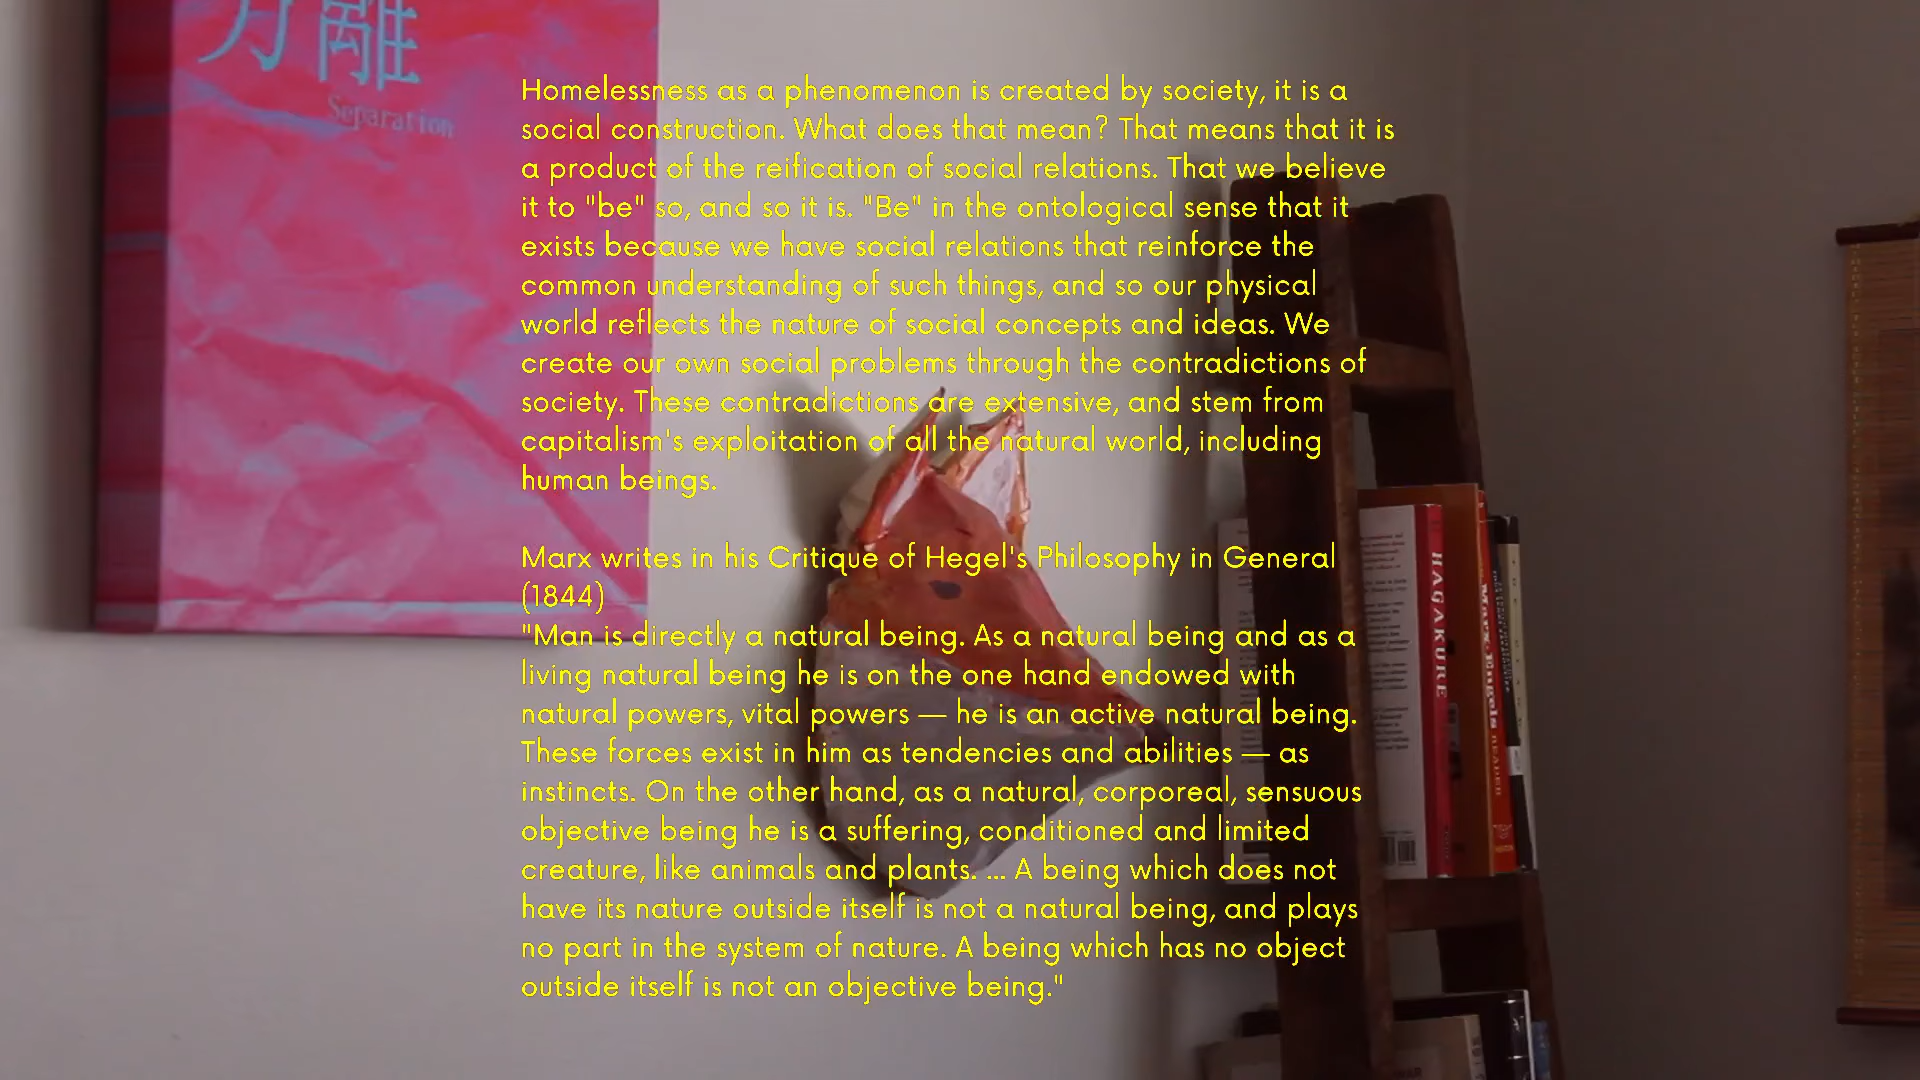 分離
Separation
Homelessness as a phenomenon is created by society, it is a
social construction. What does that mean? That means that it is
a product of the reification of social relations. That we believe
it to "be" so, and so it is. "Be" in the ontological sense that it
exists because we have social relations that reinforce the
common understanding of such things, and so our physical
world reflects the nature of social concepts and ideas. We
create our own social problems through the contradictions of
society. These contradictions are extensive, and stem from
capitalism's exploitation of all the natural world, including
human beings.
Marx writes in his Critique of Hegel's Philosophy in General
(1844)
"Man is directly a natural being. As a natural being and as a
living natural being he is on the one hand endowed with
natural powers, vital powers — he is an active natural being.
These forces exist in him as tendencies and abilities — as
instincts. On the other hand, as a natural, corporeal, sensuous
objective being he is a suffering, conditioned and limited
creature, like animals and plants. ... A being which does not
have its nature outside itself is not a natural being, and plays
no part in the system of nature. A being which has no object
outside itself is not an objective being."
HAGAKURE
Marx-Engels READER